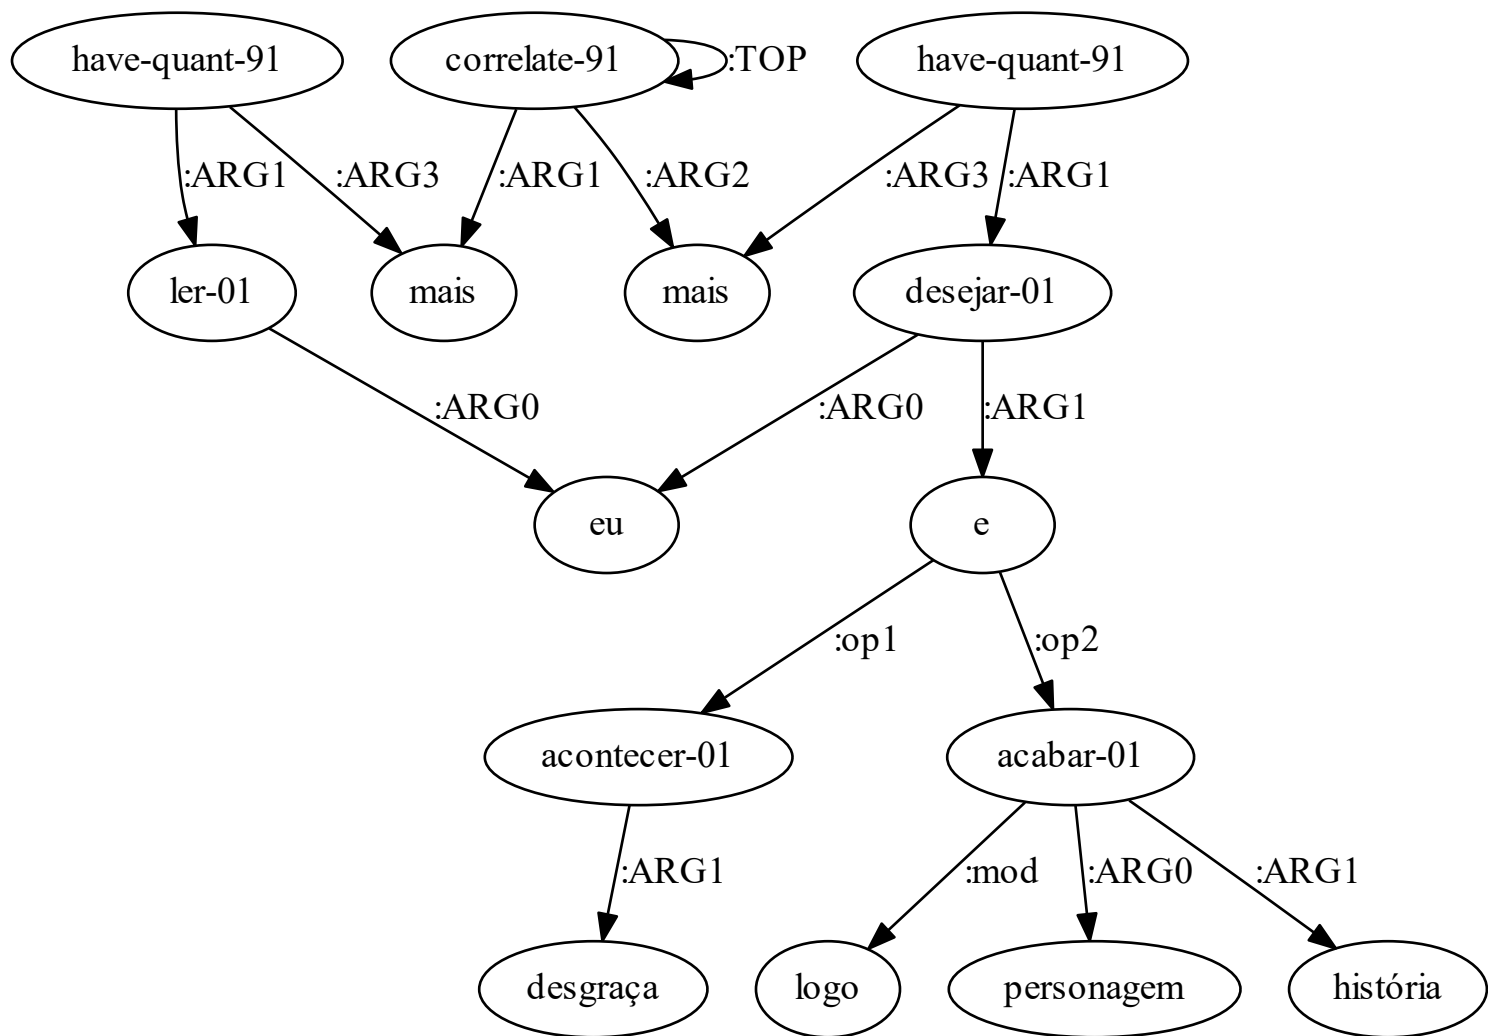 have-quant-91 correlate-91 :TOP have-quant-91
:ARG1 :ARG3 :ARG1 :ARG2 :ARG3 :ARG1
ler-01 mais mais desejar-01
:ARG0 :ARG0 :ARG1
eu e
:op1 :op2
acontecer-01 acabar-01
:ARG1 :mod :ARG0 :ARG1
desgraça logo personagem história